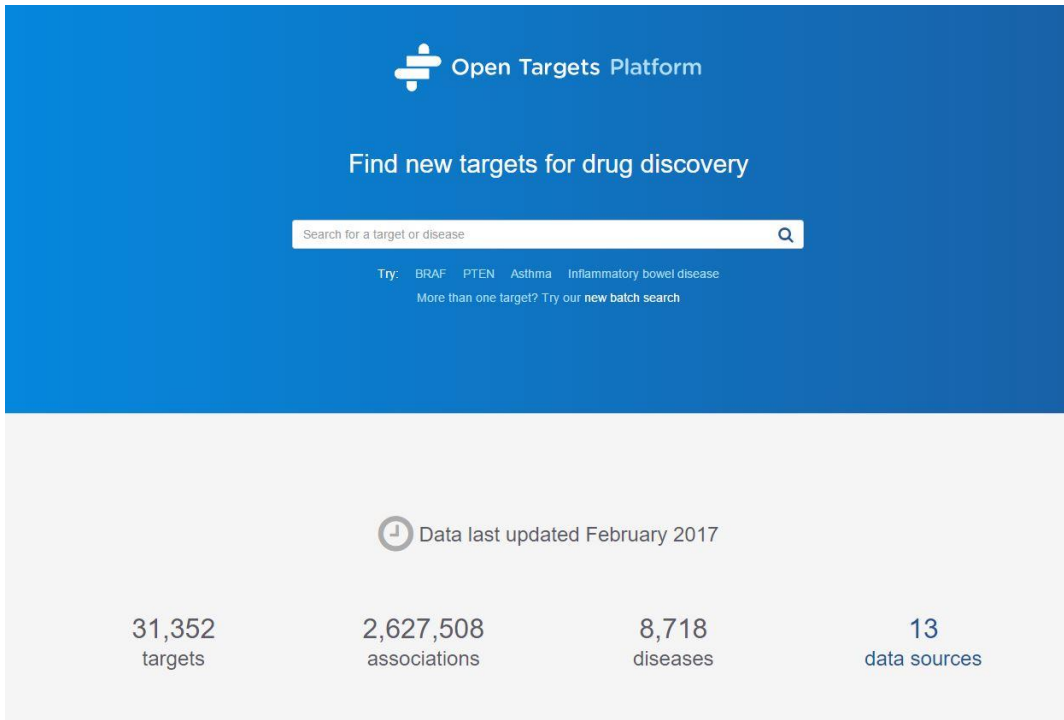 Open Targets Platform
Find new targets for drug discovery
Search for a target or disease
Try: BRAF PTEN Asthma Inflammatory bowel disease
More than one target? Try our new batch search
Data last updated February 2017
31,352 2,627,508 8,718 13
targets associations diseases data sources